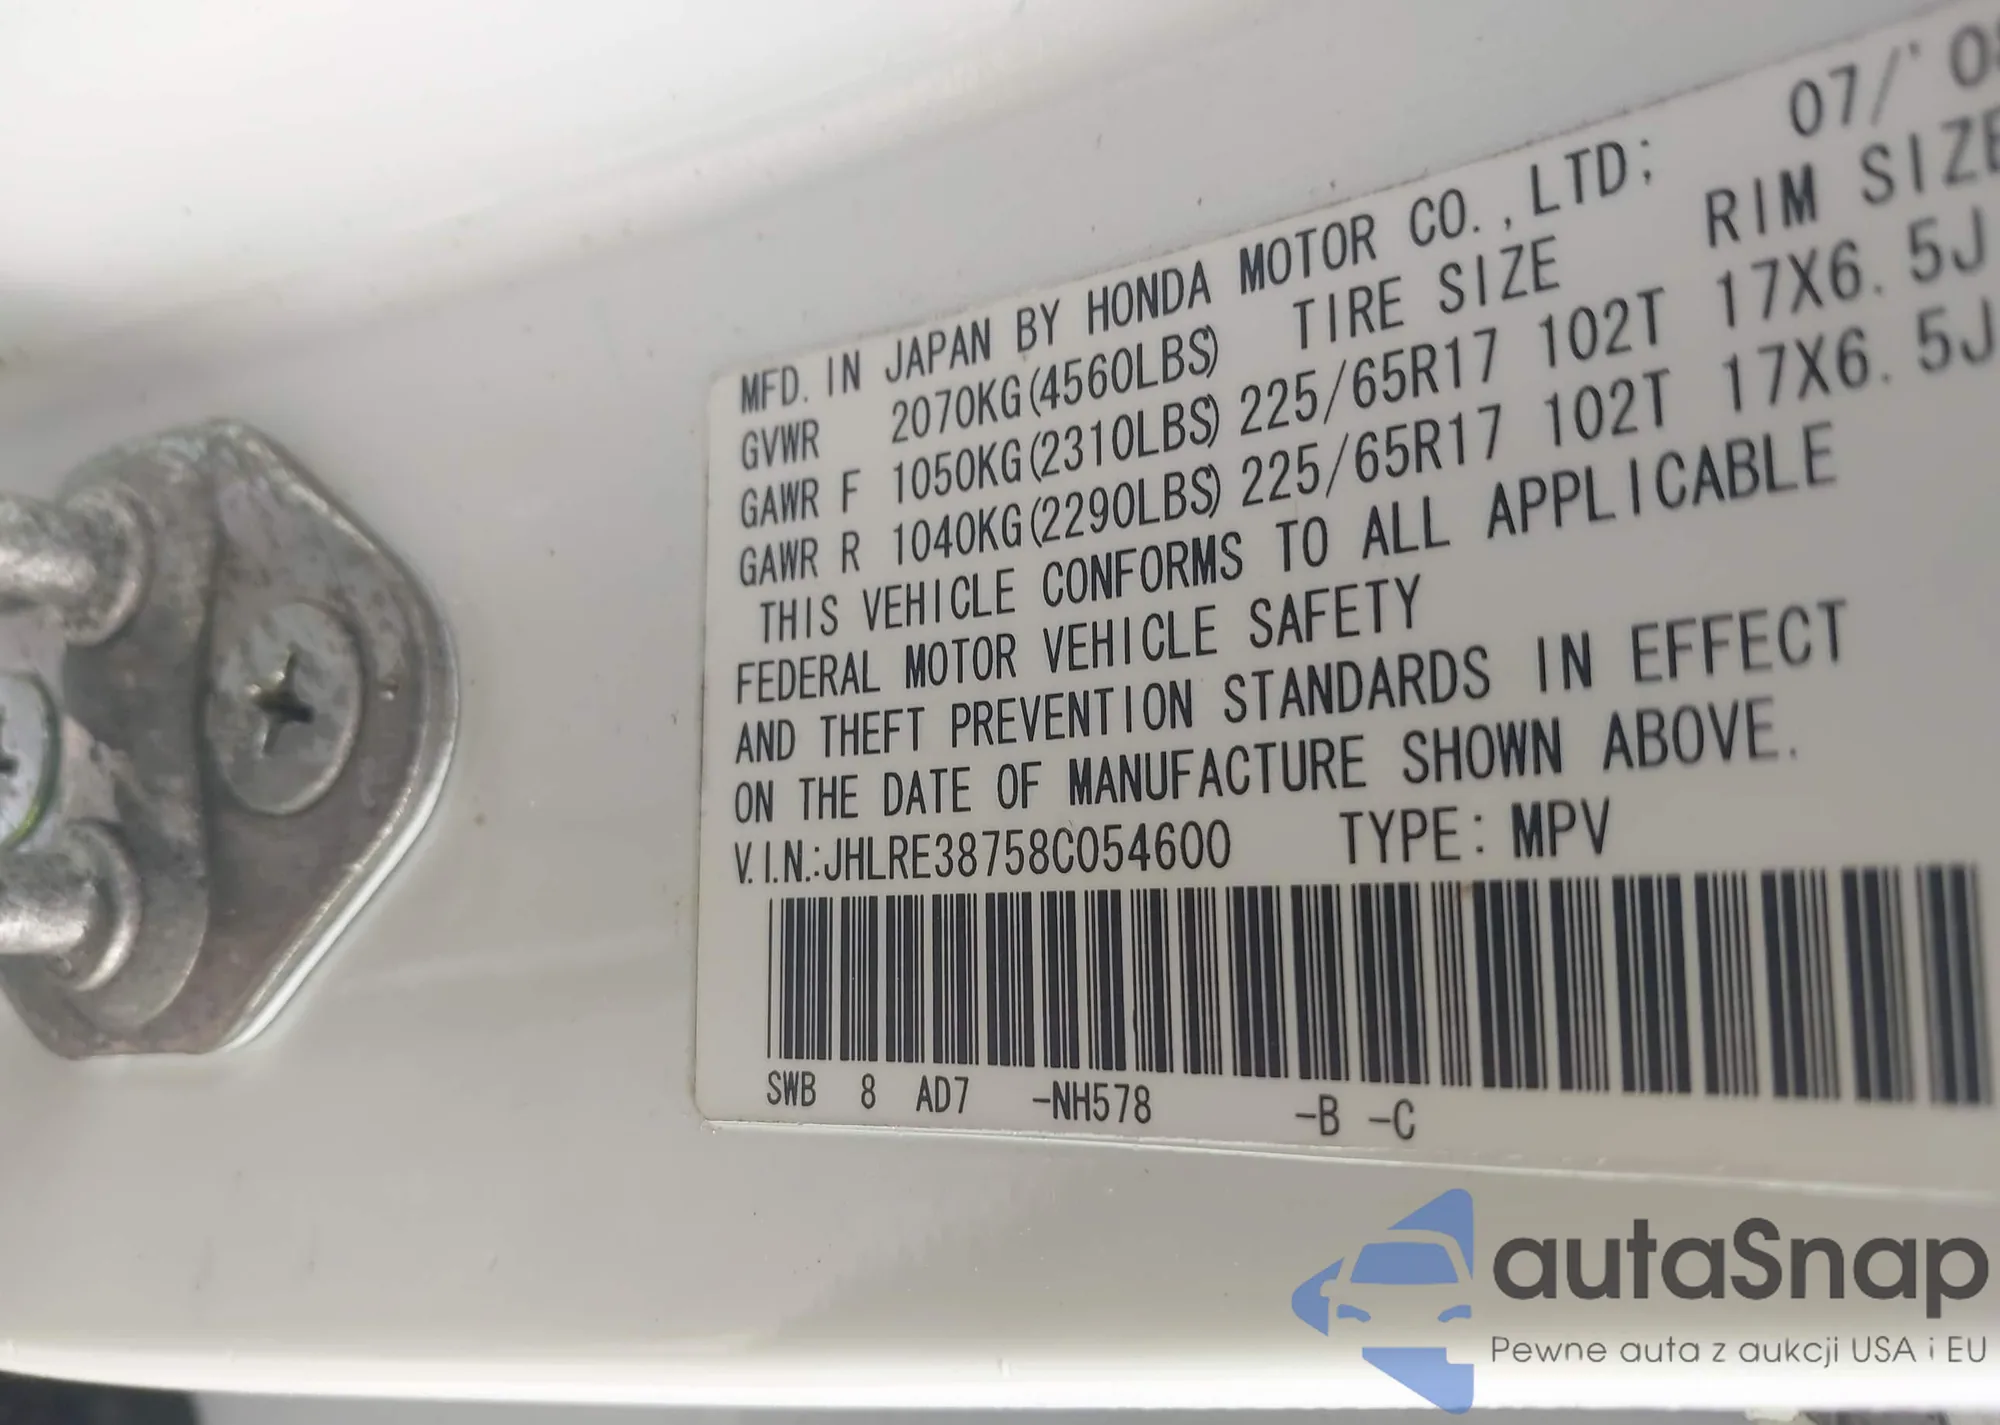 MFD. IN JAPAN BY HONDA MOTOR CO.,LTD; 07/'08
GVWR 2070KG(4560LBS) TIRE SIZE RIM SIZE
GAWR F 1050KG(2310LBS) 225/65R17 102T 17X6.5J
GAWR R 1040KG(2290LBS) 225/65R17 102T 17X6.5J
THIS VEHICLE CONFORMS TO ALL APPLICABLE
FEDERAL MOTOR VEHICLE SAFETY
AND THEFT PREVENTION STANDARDS IN EFFECT
ON THE DATE OF MANUFACTURE SHOWN ABOVE.
V.I.N.:JHLRE38758C054600 TYPE: MPV
SWB 8 AD7 -NH578 -B -C
autaSnap
Pewne auta z aukcji USA i EU